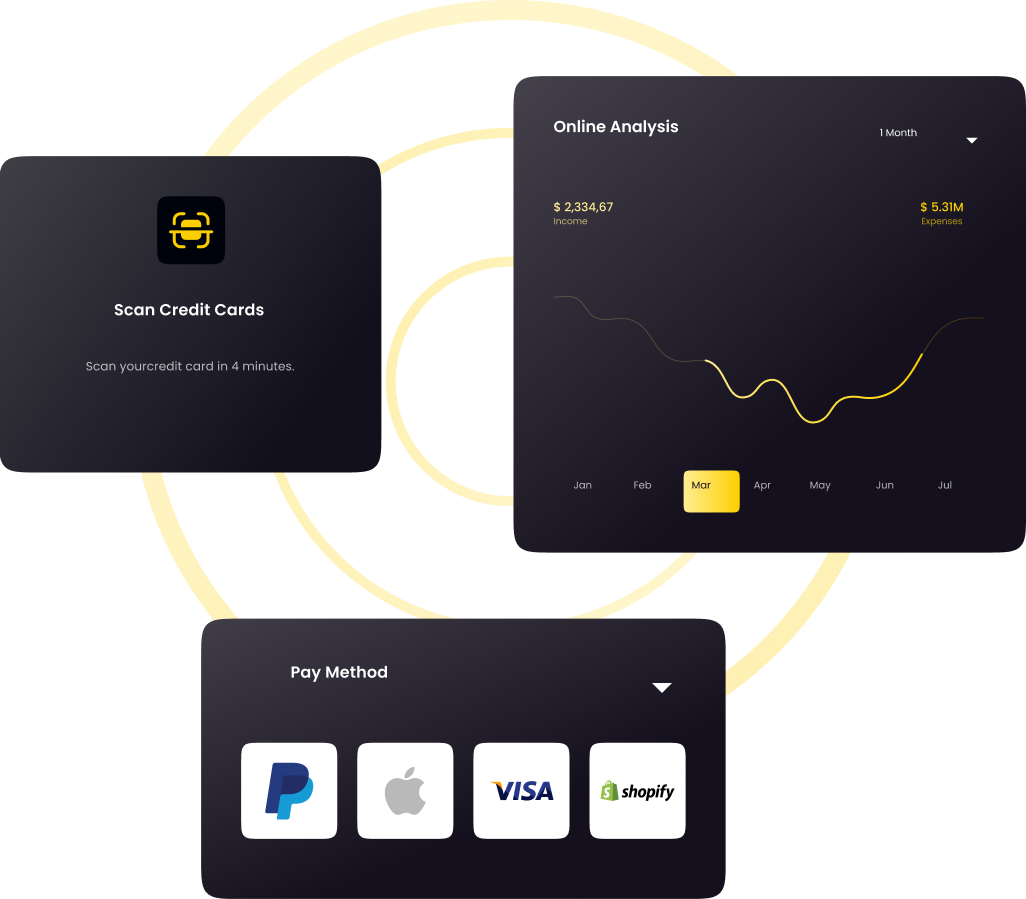 Online Analysis
1 Month
$ 2,334,67
$ 5.31M
Income
Expenses
Scan Credit Cards
Scan yourcredit card in 4 minutes.
Jan Feb Mar Apr May Jun Jul
Pay Method
VISA
shopify